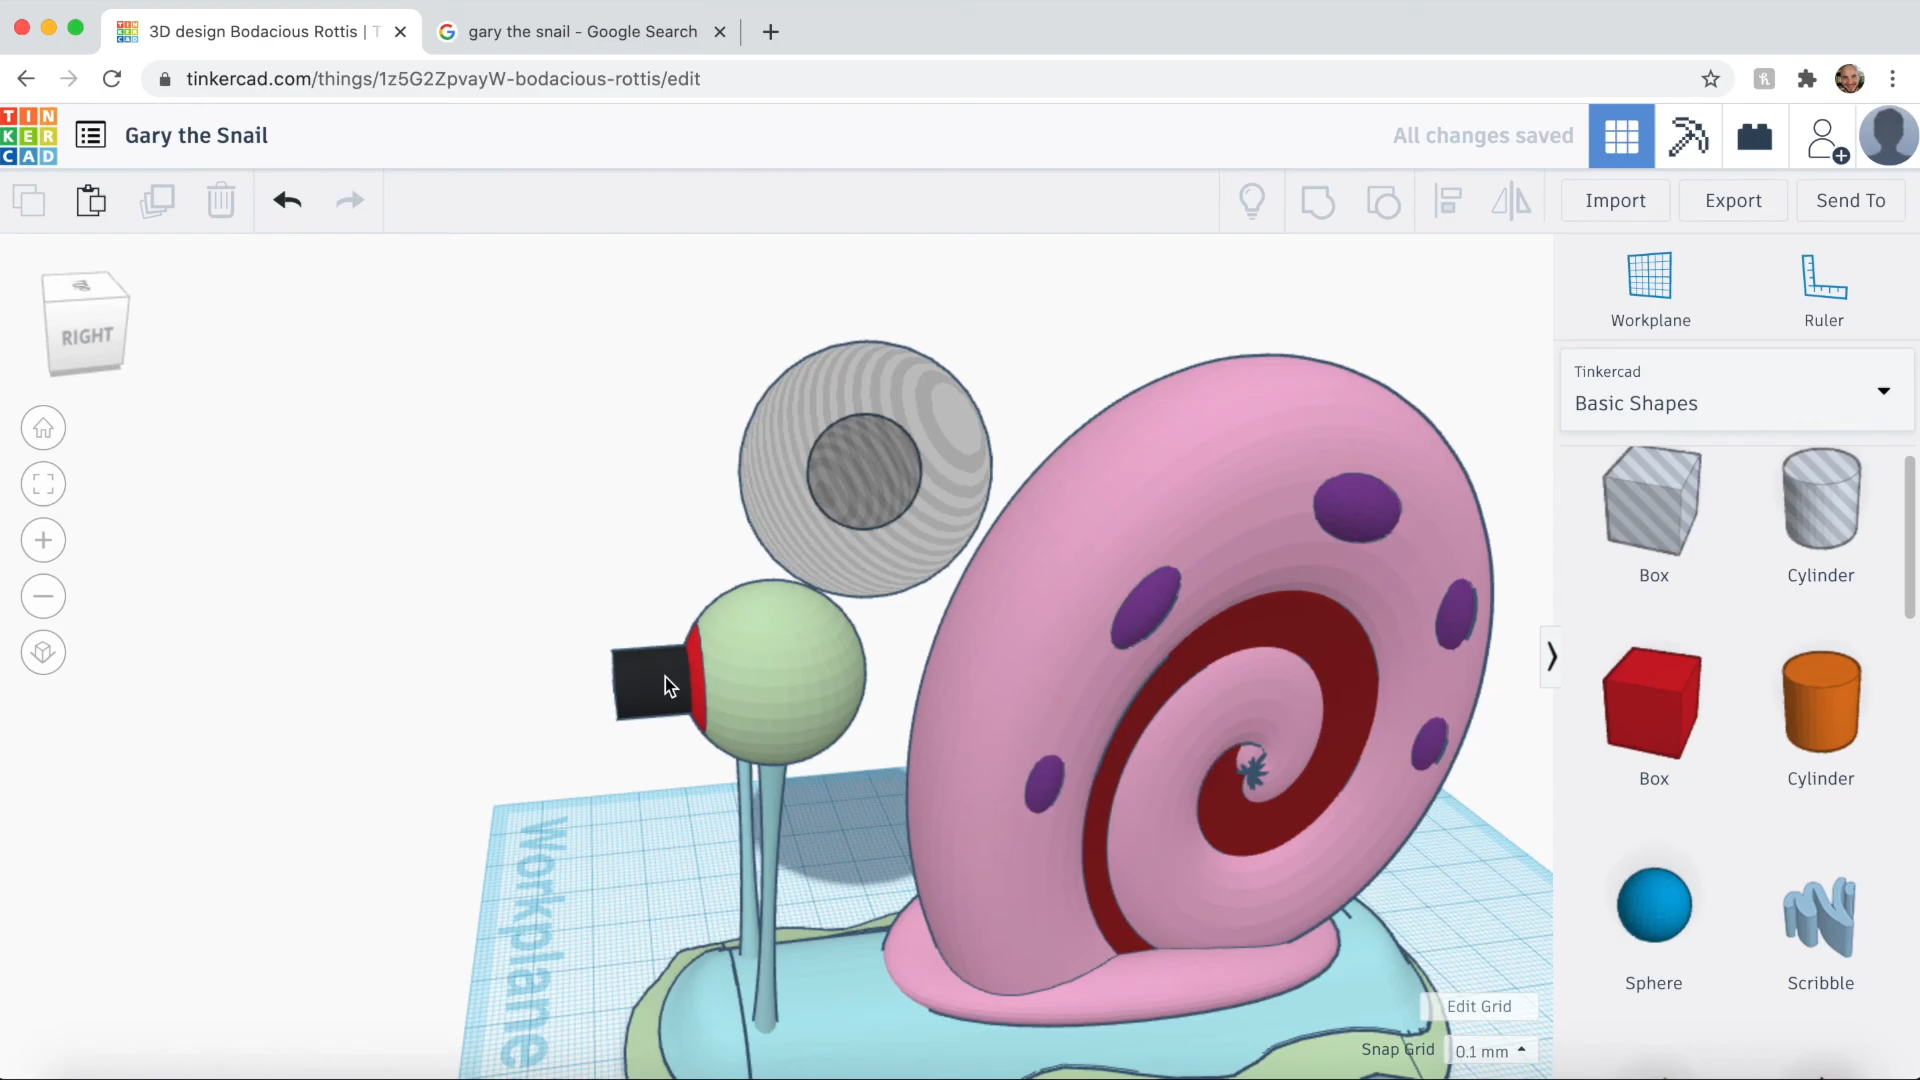 3D design Bodacious Rottis | T
gary the snail - Google Search
tinkercad.com/things/1z5G2ZpvayW-bodacious-rottis/edit
TIN
KER
CAD
Gary the Snail
All changes saved
Import
Export
Send To
RIGHT
Workplane
Ruler
Tinkercad
Basic Shapes
Box
Cylinder
Box
Cylinder
Sphere
Scribble
Workplane
Edit Grid
Snap Grid
0.1 mm